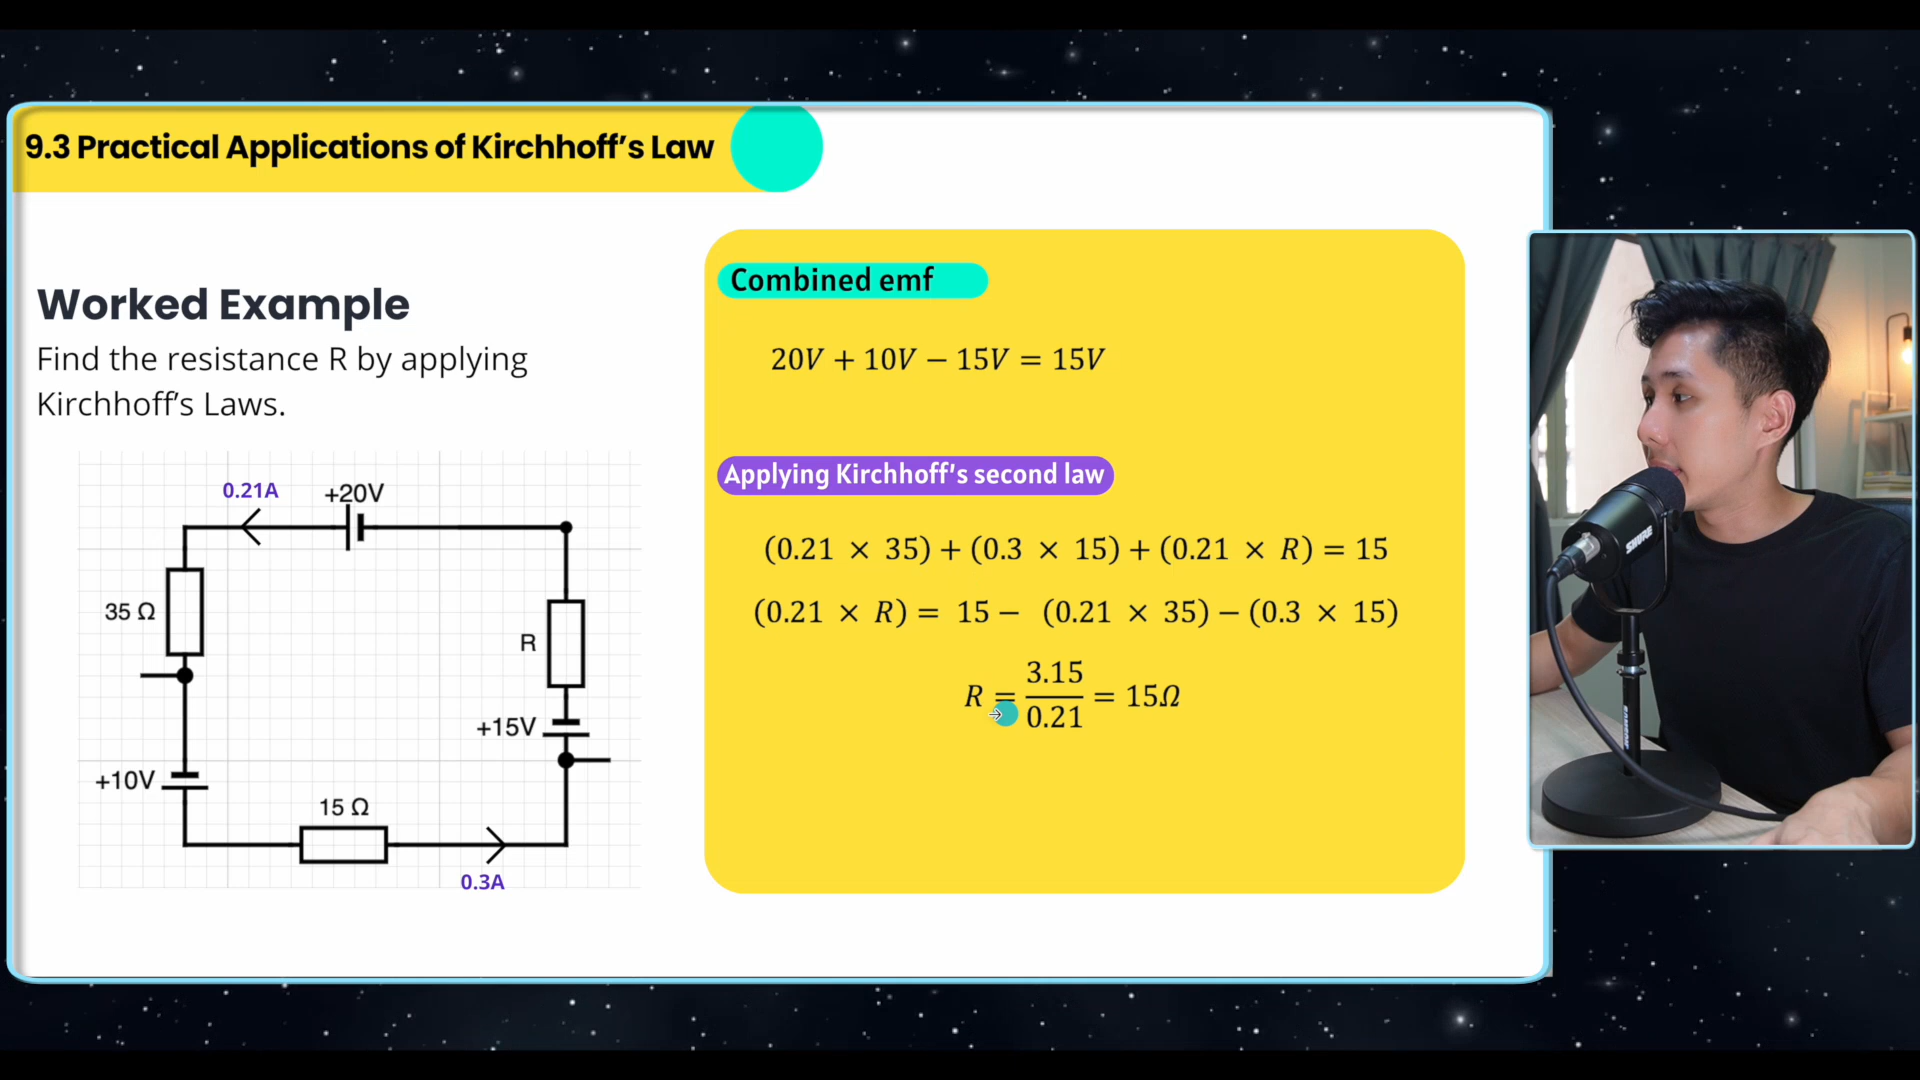 9.3 Practical Applications of Kirchhoff's Law
Worked Example
Find the resistance R by applying
Kirchhoff's Laws.
0.21A
+20V
35 Ω
R
+15V
+10V
15 Ω
0.3A
Combined emf
20V + 10V − 15V = 15V
Applying Kirchhoff's second law
(0.21 × 35) + (0.3 × 15) + (0.21 × R) = 15
(0.21 × R) = 15 − (0.21 × 35) − (0.3 × 15)
R = 3.15/0.21 = 15Ω
SHURE